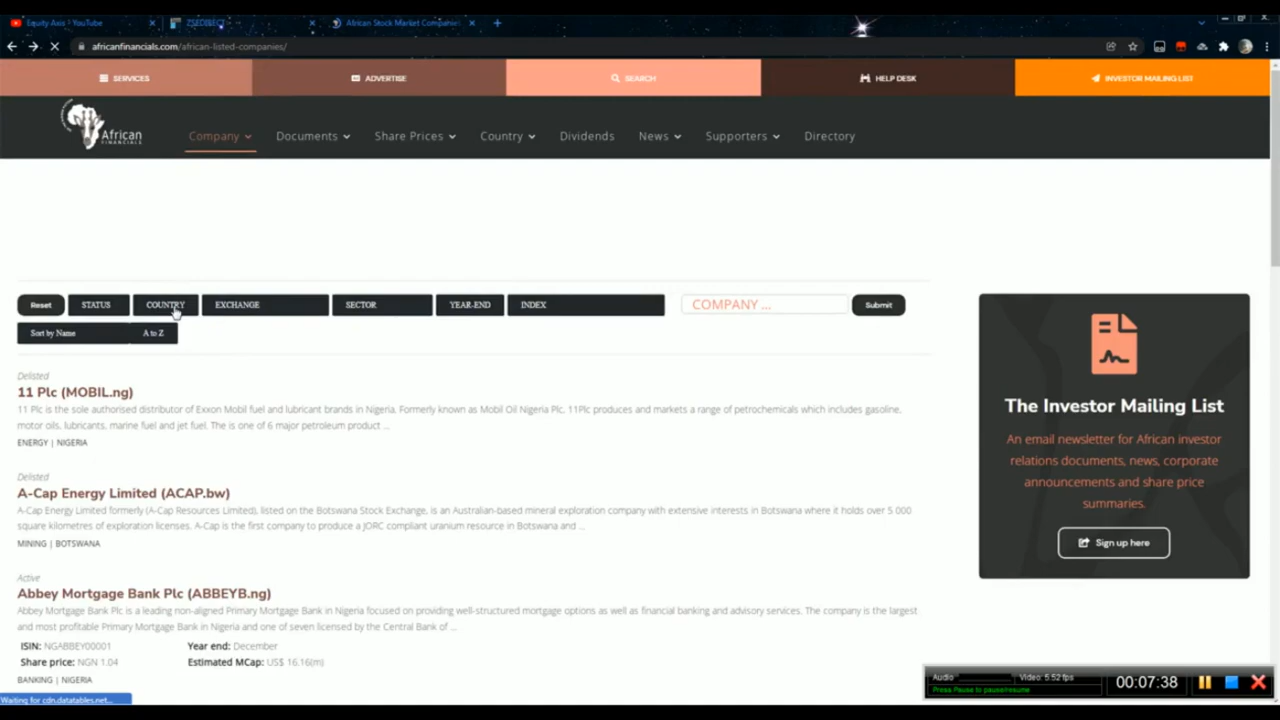 Equity Axis - YouTube
ZSEDIRECT
African Stock Market Companies
africanfinancials.com/african-listed-companies/
SERVICES
ADVERTISE
SEARCH
HELP DESK
INVESTOR MAILING LIST
African
FINANCIALS
Company
Documents
Share Prices
Country
Dividends
News
Supporters
Directory
Reset
STATUS
COUNTRY
EXCHANGE
SECTOR
YEAR-END
INDEX
COMPANY ...
Submit
Sort by Name
A to Z
Delisted
11 Plc (MOBIL.ng)
11 Plc is the sole authorised distributor of Exxon Mobil fuel and lubricant brands in Nigeria. Formerly known as Mobil Oil Nigeria Plc, 11Plc produces and markets a range of petrochemicals which includes gasoline,
motor oils, lubricants, marine fuel and jet fuel. The is one of 6 major petroleum product ...
ENERGY | NIGERIA
Delisted
A-Cap Energy Limited (ACAP.bw)
A-Cap Energy Limited formerly (A-Cap Resources Limited), listed on the Botswana Stock Exchange, is an Australian-based mineral exploration company with extensive interests in Botswana where it holds over 5 000
square kilometres of exploration licenses. A-Cap is the first company to produce a JORC compliant uranium resource in Botswana and ...
MINING | BOTSWANA
Active
Abbey Mortgage Bank Plc (ABBEYB.ng)
Abbey Mortgage Bank Plc is a leading non-aligned Primary Mortgage Bank in Nigeria focused on providing well-structured mortgage options as well as financial banking and advisory services. The company is the largest
and most profitable Primary Mortgage Bank in Nigeria and one of seven licensed by the Central Bank of ...
ISIN: NGABBEY00001
Year end: December
Share price: NGN 1.04
Estimated MCap: US$ 16.16(m)
BANKING | NIGERIA
The Investor Mailing List
An email newsletter for African investor
relations documents, news, corporate
announcements and share price
summaries.
Sign up here
Waiting for cdn.datatables.net...
Audio
Video: 5.52 fps
Press Pause to pause/resume
00:07:38